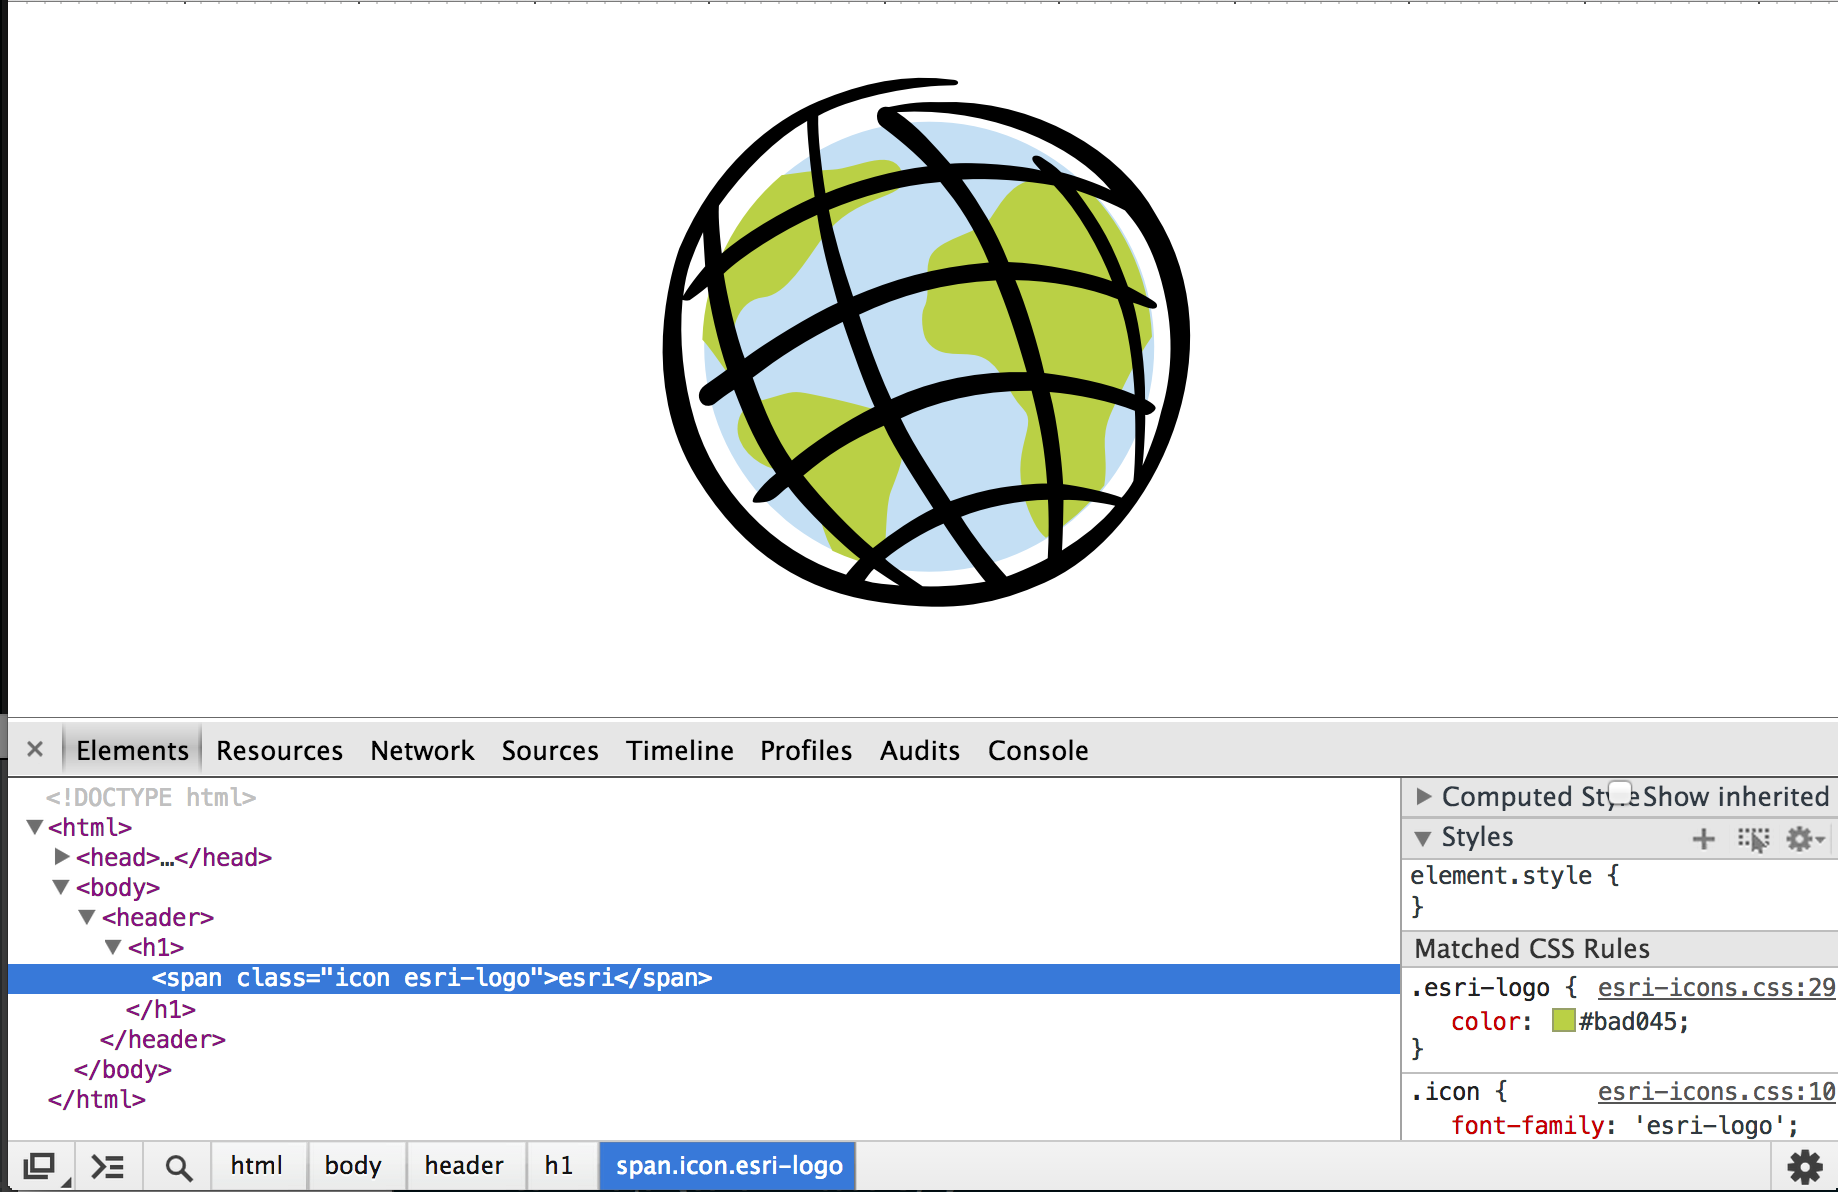 × Elements Resources Network Sources Timeline Profiles Audits Console
<!DOCTYPE html>
▼<html>
▶<head>…</head>
▼<body>
▼<header>
▼<h1>
<span class="icon esri-logo">esri</span>
</h1>
</header>
</body>
</html>
▶ Computed Style Show inherited
▼ Styles
element.style {
}
Matched CSS Rules
.esri-logo { esri-icons.css:29
color: #bad045;
}
.icon { esri-icons.css:10
font-family: 'esri-logo';
html body header h1 span.icon.esri-logo